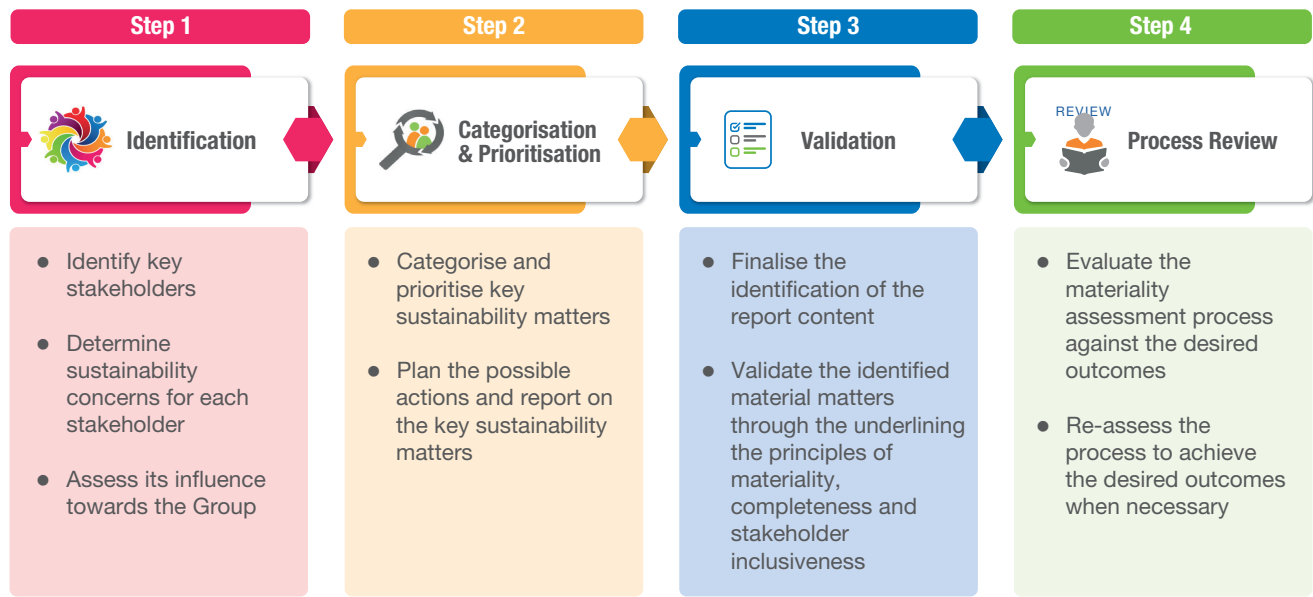 Step 1
Identification
● Identify key
stakeholders
● Determine
sustainability
concerns for each
stakeholder
● Assess its influence
towards the Group
Step 2
Categorisation
& Prioritisation
● Categorise and
prioritise key
sustainability matters
● Plan the possible
actions and report on
the key sustainability
matters
Step 3
Validation
● Finalise the
identification of the
report content
● Validate the identified
material matters
through the underlining
the principles of
materiality,
completeness and
stakeholder
inclusiveness
Step 4
REVIEW
Process Review
● Evaluate the
materiality
assessment process
against the desired
outcomes
● Re-assess the
process to achieve
the desired outcomes
when necessary